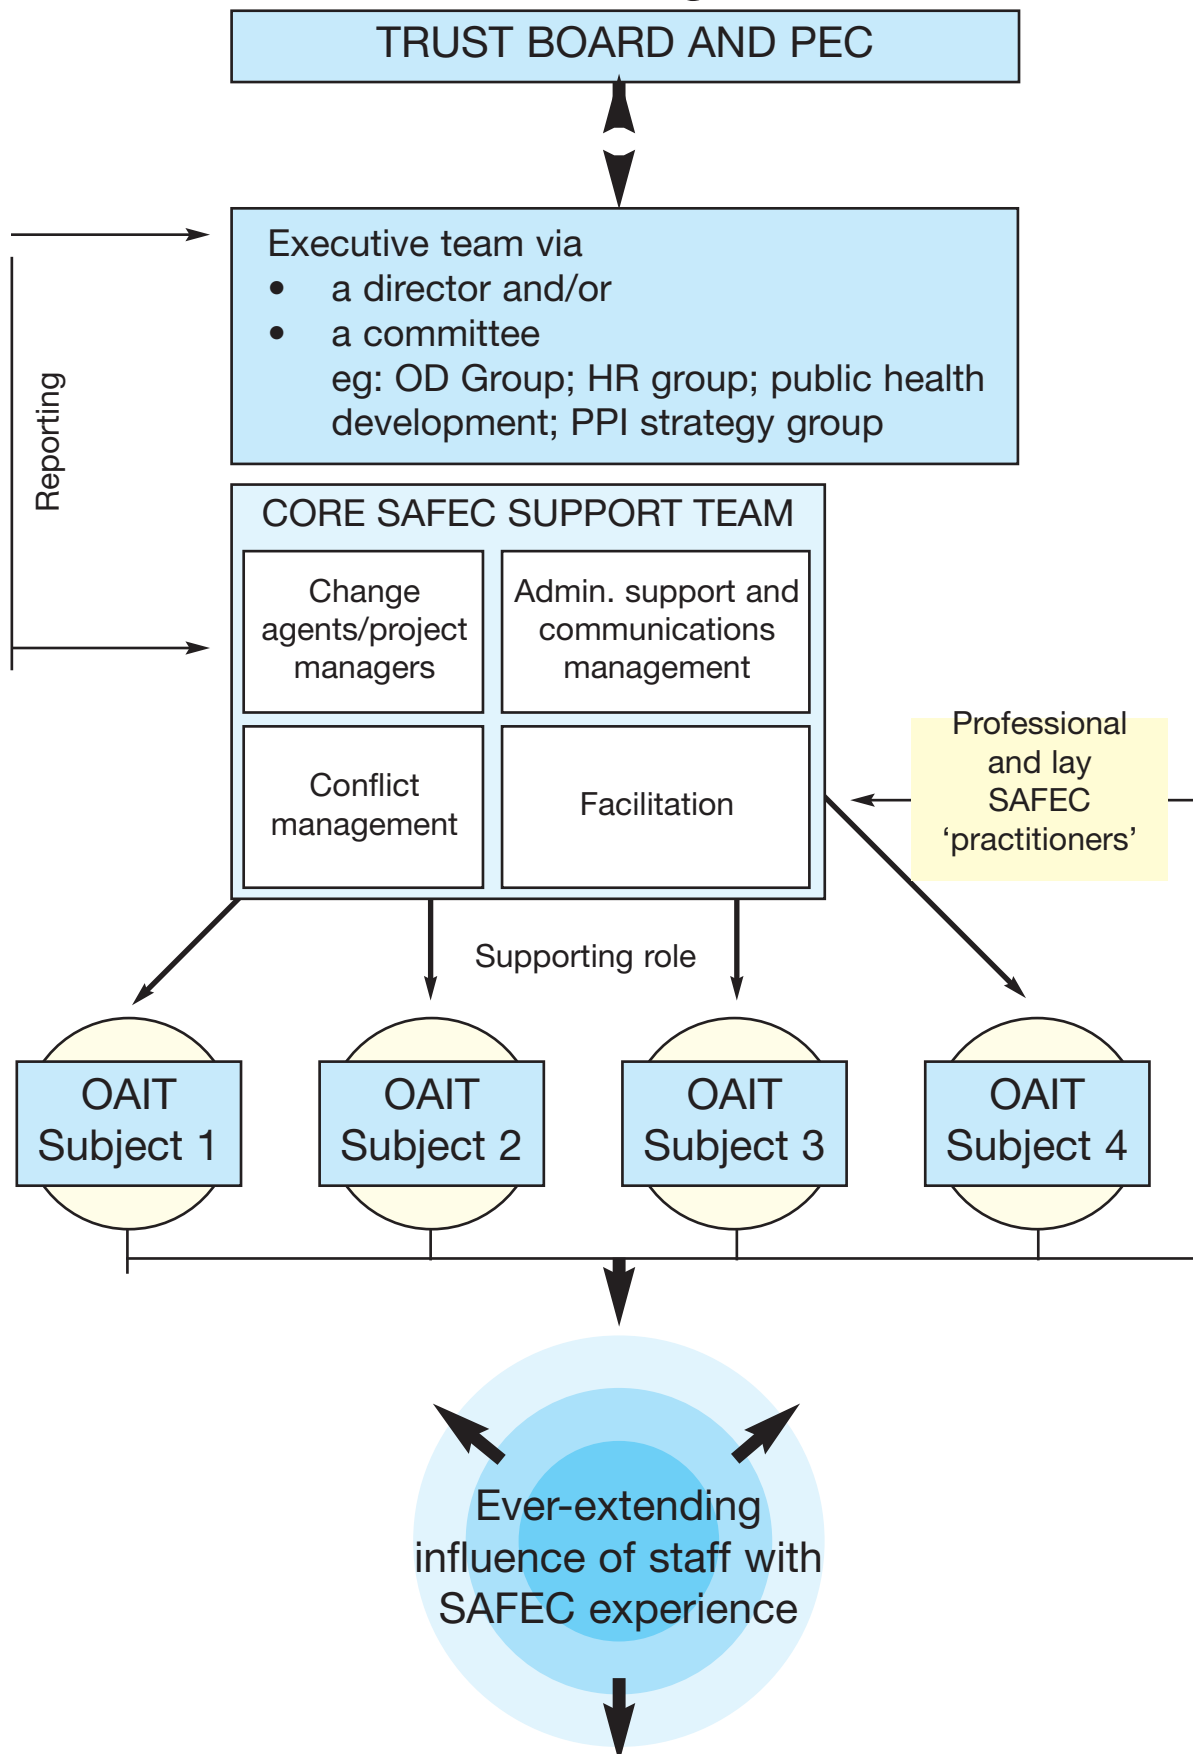 TRUST BOARD AND PEC
Executive team via
• a director and/or
• a committee
eg: OD Group; HR group; public health
development; PPI strategy group
Reporting
CORE SAFEC SUPPORT TEAM
Change
agents/project
managers
Admin. support and
communications
management
Conflict
management
Facilitation
Professional
and lay
SAFEC
‘practitioners’
Supporting role
OAIT
Subject 1
OAIT
Subject 2
OAIT
Subject 3
OAIT
Subject 4
Ever-extending
influence of staff with
SAFEC experience